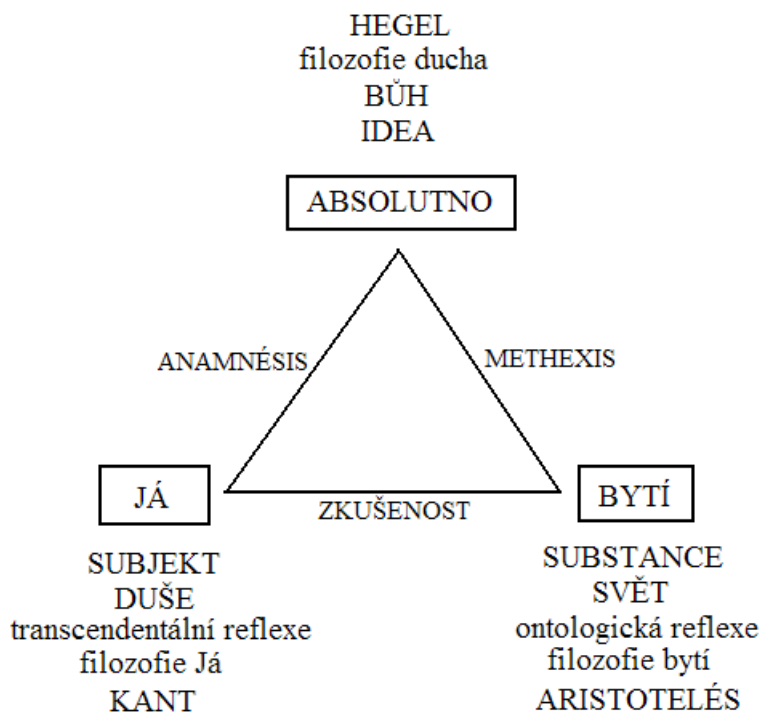 HEGEL
filozofie ducha
BŮH
IDEA
ABSOLUTNO
ANAMNÉSIS
METHEXIS
JÁ
ZKUŠENOST
BYTÍ
SUBJEKT
DUŠE
transcendentální reflexe
filozofie Já
KANT
SUBSTANCE
SVĚT
ontologická reflexe
filozofie bytí
ARISTOTELÉS